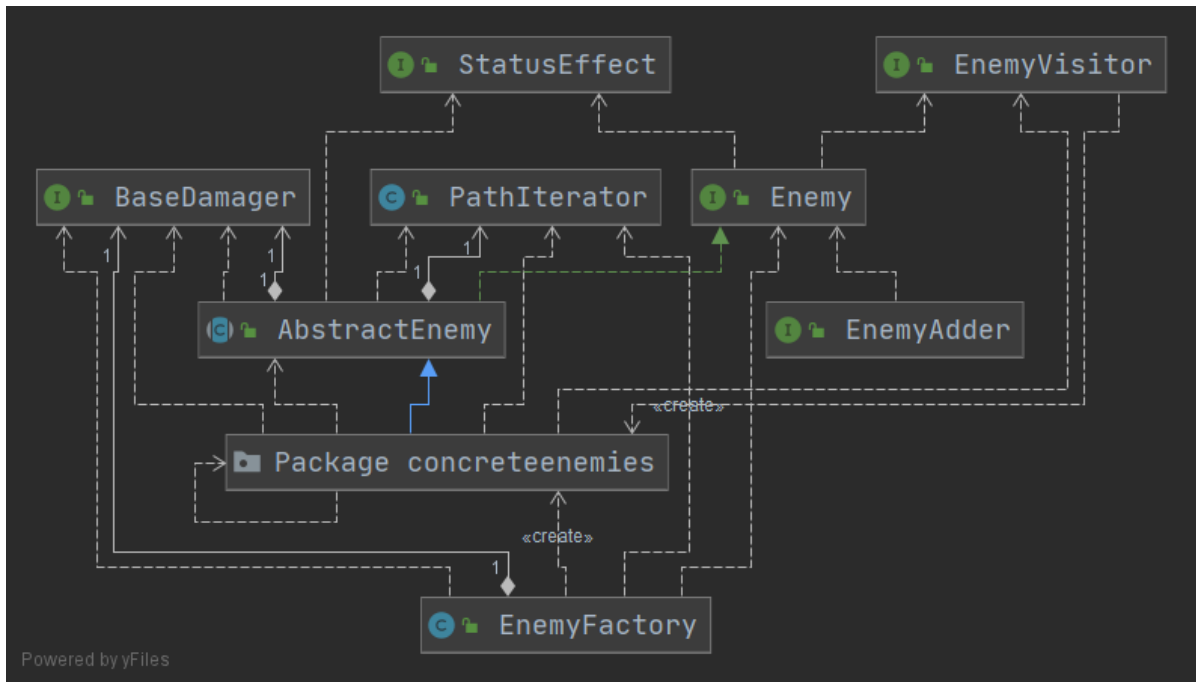 I StatusEffect
I EnemyVisitor
I BaseDamager
C PathIterator
I Enemy
1
1
1
1
1
C AbstractEnemy
I EnemyAdder
«create»
Package concreteenemies
«create»
1
C EnemyFactory
Powered by yFiles